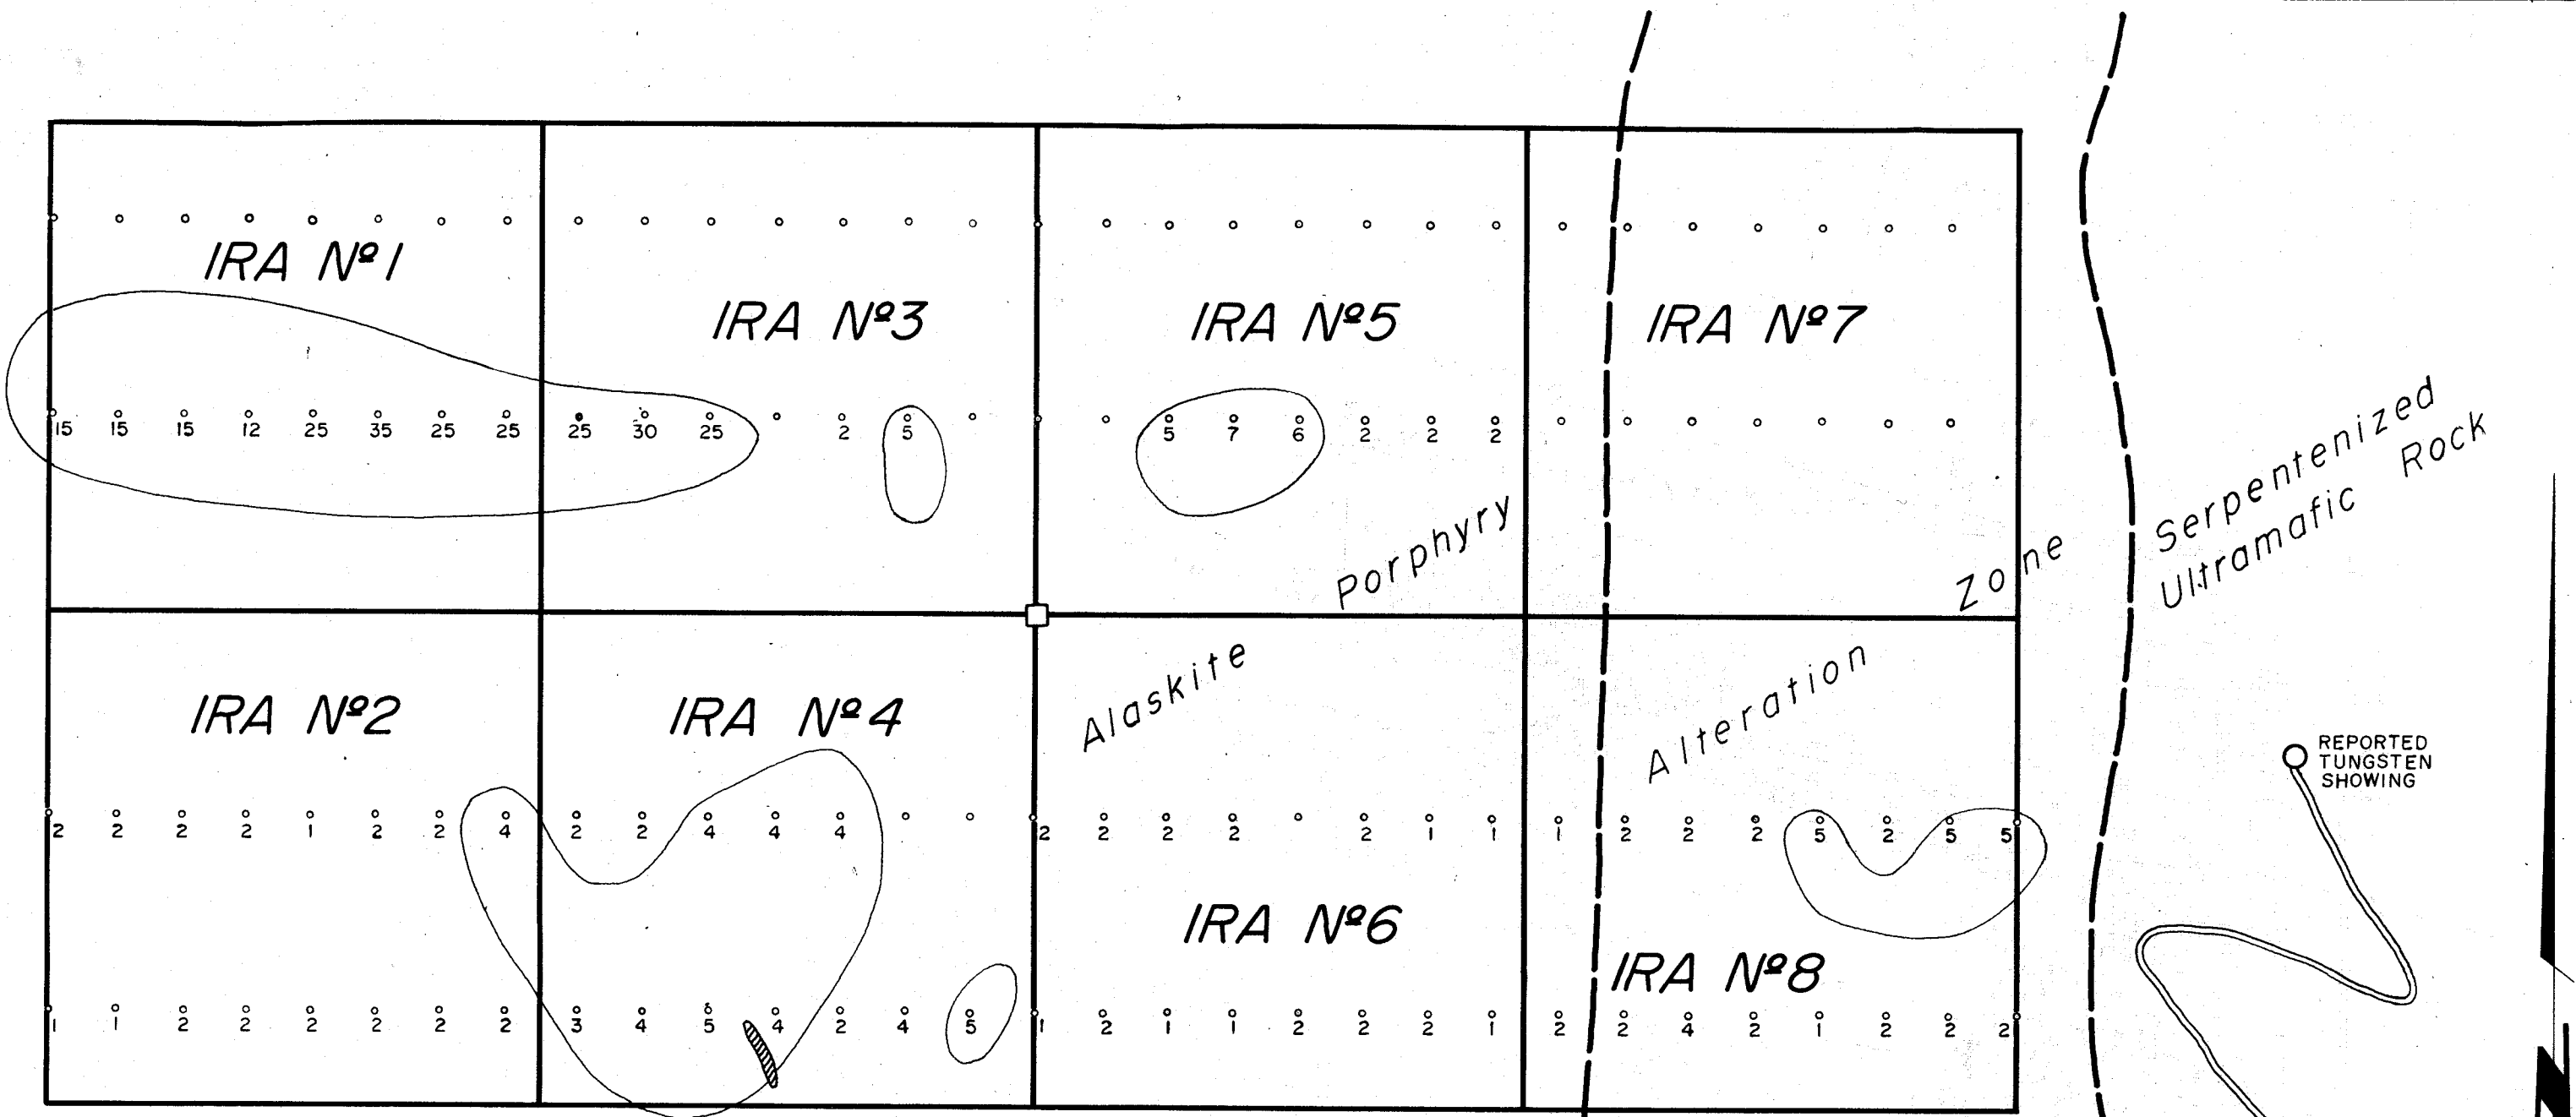 IRA Nº1
IRA Nº3
IRA Nº5
IRA Nº7
15 15 15 12 25 35 25 25 25 30 25 2 5 5 7 6 2 2 2
Serpentenized
Ultramafic Rock
Alaskite Porphyry
Alteration Zone
IRA Nº2
IRA Nº4
REPORTED
TUNGSTEN
SHOWING
2 2 2 2 1 2 2 4 2 2 4 4 4 2 2 2 2 2 1 1 1 2 2 2 5 2 5 5
IRA Nº6
IRA Nº8
1 1 2 2 2 2 2 2 3 4 5 4 2 4 5 1 2 1 1 2 2 2 1 2 2 4 2 1 2 2 2